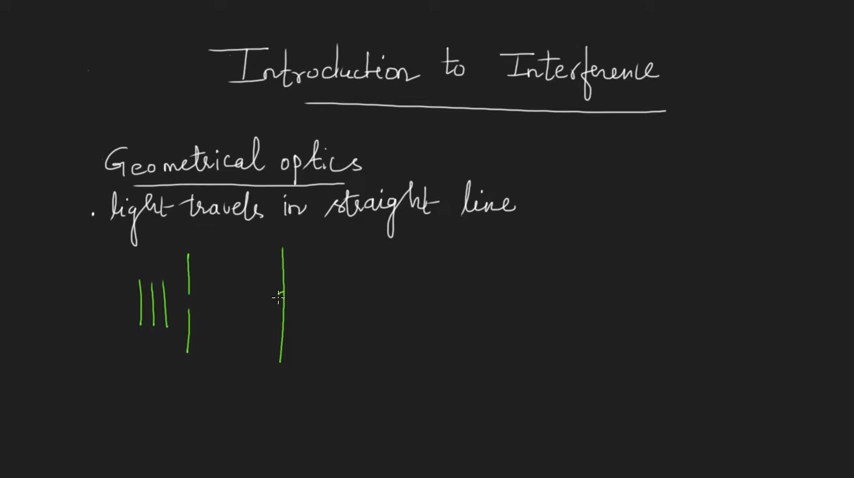 Introduction to Interference
Geometrical optics
. light travels in straight line